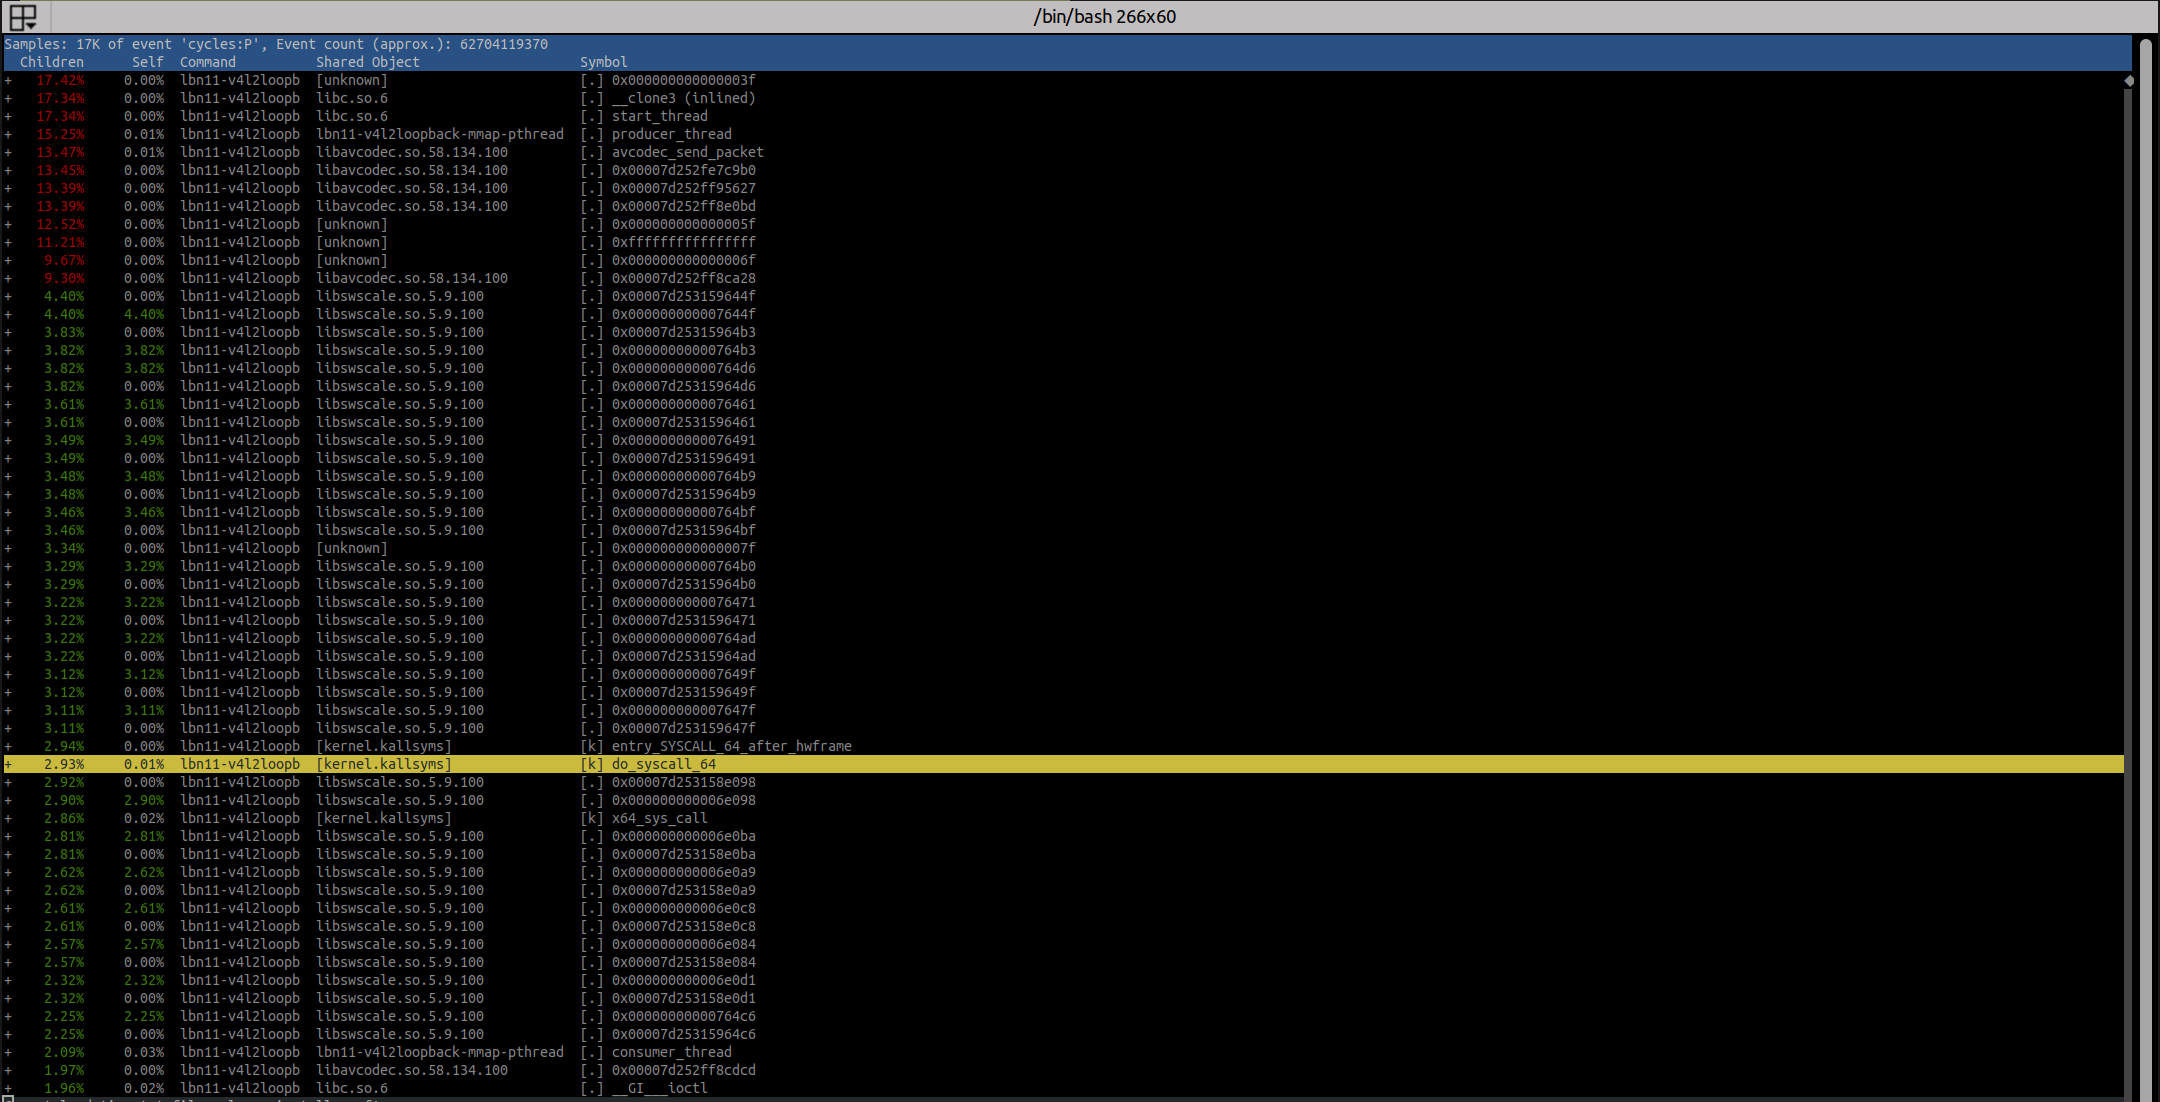 /bin/bash 266x60
Samples: 17K of event 'cycles:P', Event count (approx.): 62704119370
Children Self Command Shared Object Symbol
+ 17.42% 0.00% lbn11-v4l2loopb [unknown] [.] 0x000000000000003f
+ 17.34% 0.00% lbn11-v4l2loopb libc.so.6 [.] __clone3 (inlined)
+ 17.34% 0.00% lbn11-v4l2loopb libc.so.6 [.] start_thread
+ 15.25% 0.01% lbn11-v4l2loopb lbn11-v4l2loopback-mmap-pthread [.] producer_thread
+ 13.47% 0.01% lbn11-v4l2loopb libavcodec.so.58.134.100 [.] avcodec_send_packet
+ 13.45% 0.00% lbn11-v4l2loopb libavcodec.so.58.134.100 [.] 0x00007d252fe7c9b0
+ 13.39% 0.00% lbn11-v4l2loopb libavcodec.so.58.134.100 [.] 0x00007d252ff95627
+ 13.39% 0.00% lbn11-v4l2loopb libavcodec.so.58.134.100 [.] 0x00007d252ff8e0bd
+ 12.52% 0.00% lbn11-v4l2loopb [unknown] [.] 0x000000000000005f
+ 11.21% 0.00% lbn11-v4l2loopb [unknown] [.] 0xffffffffffffffff
+ 9.67% 0.00% lbn11-v4l2loopb [unknown] [.] 0x000000000000006f
+ 9.30% 0.00% lbn11-v4l2loopb libavcodec.so.58.134.100 [.] 0x00007d252ff8ca28
+ 4.40% 0.00% lbn11-v4l2loopb libswscale.so.5.9.100 [.] 0x00007d253159644f
+ 4.40% 4.40% lbn11-v4l2loopb libswscale.so.5.9.100 [.] 0x000000000007644f
+ 3.83% 0.00% lbn11-v4l2loopb libswscale.so.5.9.100 [.] 0x00007d25315964b3
+ 3.82% 3.82% lbn11-v4l2loopb libswscale.so.5.9.100 [.] 0x00000000000764b3
+ 3.82% 3.82% lbn11-v4l2loopb libswscale.so.5.9.100 [.] 0x00000000000764d6
+ 3.82% 0.00% lbn11-v4l2loopb libswscale.so.5.9.100 [.] 0x00007d25315964d6
+ 3.61% 3.61% lbn11-v4l2loopb libswscale.so.5.9.100 [.] 0x0000000000076461
+ 3.61% 0.00% lbn11-v4l2loopb libswscale.so.5.9.100 [.] 0x00007d2531596461
+ 3.49% 3.49% lbn11-v4l2loopb libswscale.so.5.9.100 [.] 0x0000000000076491
+ 3.49% 0.00% lbn11-v4l2loopb libswscale.so.5.9.100 [.] 0x00007d2531596491
+ 3.48% 3.48% lbn11-v4l2loopb libswscale.so.5.9.100 [.] 0x00000000000764b9
+ 3.48% 0.00% lbn11-v4l2loopb libswscale.so.5.9.100 [.] 0x00007d25315964b9
+ 3.46% 3.46% lbn11-v4l2loopb libswscale.so.5.9.100 [.] 0x00000000000764bf
+ 3.46% 0.00% lbn11-v4l2loopb libswscale.so.5.9.100 [.] 0x00007d25315964bf
+ 3.34% 0.00% lbn11-v4l2loopb [unknown] [.] 0x000000000000007f
+ 3.29% 3.29% lbn11-v4l2loopb libswscale.so.5.9.100 [.] 0x00000000000764b0
+ 3.29% 0.00% lbn11-v4l2loopb libswscale.so.5.9.100 [.] 0x00007d25315964b0
+ 3.22% 3.22% lbn11-v4l2loopb libswscale.so.5.9.100 [.] 0x0000000000076471
+ 3.22% 0.00% lbn11-v4l2loopb libswscale.so.5.9.100 [.] 0x00007d2531596471
+ 3.22% 3.22% lbn11-v4l2loopb libswscale.so.5.9.100 [.] 0x00000000000764ad
+ 3.22% 0.00% lbn11-v4l2loopb libswscale.so.5.9.100 [.] 0x00007d25315964ad
+ 3.12% 3.12% lbn11-v4l2loopb libswscale.so.5.9.100 [.] 0x000000000007649f
+ 3.12% 0.00% lbn11-v4l2loopb libswscale.so.5.9.100 [.] 0x00007d253159649f
+ 3.11% 3.11% lbn11-v4l2loopb libswscale.so.5.9.100 [.] 0x000000000007647f
+ 3.11% 0.00% lbn11-v4l2loopb libswscale.so.5.9.100 [.] 0x00007d253159647f
+ 2.94% 0.00% lbn11-v4l2loopb [kernel.kallsyms] [k] entry_SYSCALL_64_after_hwframe
+ 2.93% 0.01% lbn11-v4l2loopb [kernel.kallsyms] [k] do_syscall_64
+ 2.92% 0.00% lbn11-v4l2loopb libswscale.so.5.9.100 [.] 0x00007d253158e098
+ 2.90% 2.90% lbn11-v4l2loopb libswscale.so.5.9.100 [.] 0x000000000006e098
+ 2.86% 0.02% lbn11-v4l2loopb [kernel.kallsyms] [k] x64_sys_call
+ 2.81% 2.81% lbn11-v4l2loopb libswscale.so.5.9.100 [.] 0x000000000006e0ba
+ 2.81% 0.00% lbn11-v4l2loopb libswscale.so.5.9.100 [.] 0x00007d253158e0ba
+ 2.62% 2.62% lbn11-v4l2loopb libswscale.so.5.9.100 [.] 0x000000000006e0a9
+ 2.62% 0.00% lbn11-v4l2loopb libswscale.so.5.9.100 [.] 0x00007d253158e0a9
+ 2.61% 2.61% lbn11-v4l2loopb libswscale.so.5.9.100 [.] 0x000000000006e0c8
+ 2.61% 0.00% lbn11-v4l2loopb libswscale.so.5.9.100 [.] 0x00007d253158e0c8
+ 2.57% 2.57% lbn11-v4l2loopb libswscale.so.5.9.100 [.] 0x000000000006e084
+ 2.57% 0.00% lbn11-v4l2loopb libswscale.so.5.9.100 [.] 0x00007d253158e084
+ 2.32% 2.32% lbn11-v4l2loopb libswscale.so.5.9.100 [.] 0x000000000006e0d1
+ 2.32% 0.00% lbn11-v4l2loopb libswscale.so.5.9.100 [.] 0x00007d253158e0d1
+ 2.25% 2.25% lbn11-v4l2loopb libswscale.so.5.9.100 [.] 0x00000000000764c6
+ 2.25% 0.00% lbn11-v4l2loopb libswscale.so.5.9.100 [.] 0x00007d25315964c6
+ 2.09% 0.03% lbn11-v4l2loopb lbn11-v4l2loopback-mmap-pthread [.] consumer_thread
+ 1.97% 0.00% lbn11-v4l2loopb libavcodec.so.58.134.100 [.] 0x00007d252ff8cdcd
+ 1.96% 0.02% lbn11-v4l2loopb libc.so.6 [.] __GI___ioctl